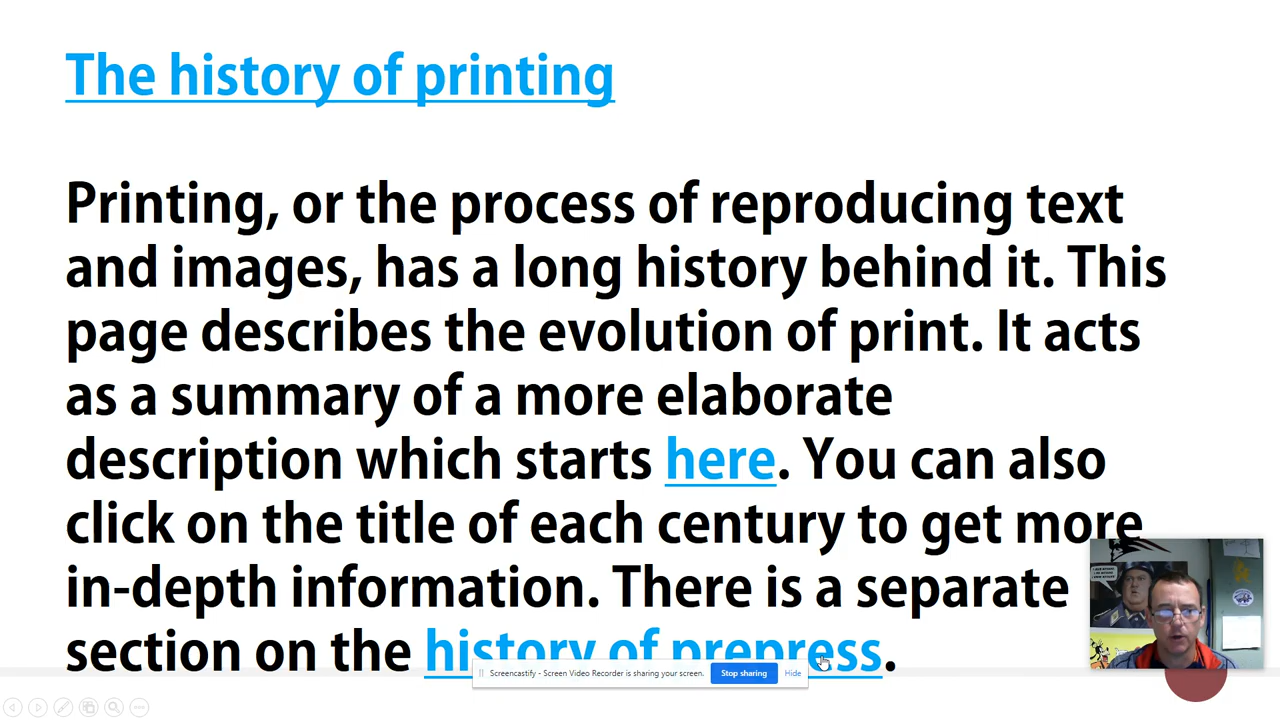 The history of printing
Printing, or the process of reproducing text
and images, has a long history behind it. This
page describes the evolution of print. It acts
as a summary of a more elaborate
description which starts here. You can also
click on the title of each century to get more
in-depth information. There is a separate
section on the history of prepress.
Screencastify - Screen Video Recorder is sharing your screen.
Stop sharing
Hide